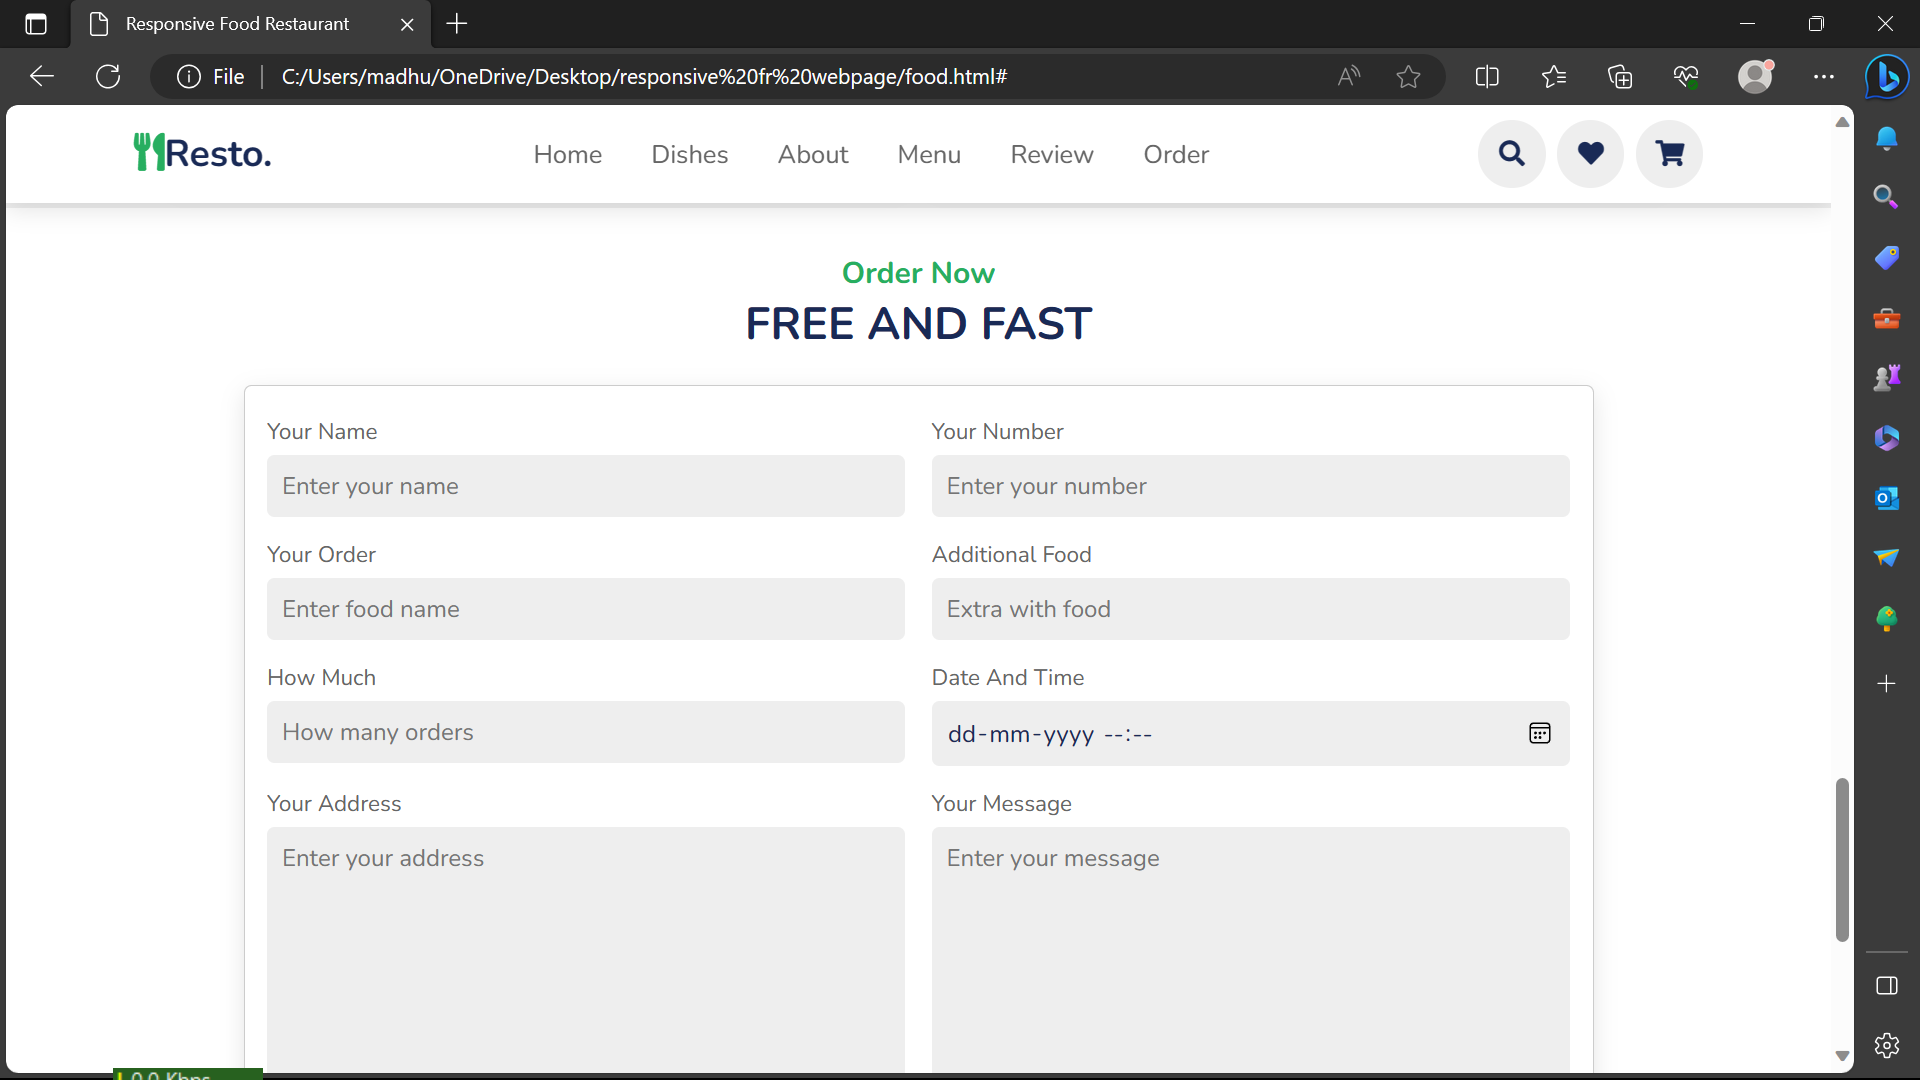 Responsive Food Restaurant
File C:/Users/madhu/OneDrive/Desktop/responsive%20fr%20webpage/food.html#
Resto. Home Dishes About Menu Review Order
Order Now
FREE AND FAST
Your Name Your Number
Enter your name Enter your number
Your Order Additional Food
Enter food name Extra with food
How Much Date And Time
How many orders dd-mm-yyyy --:--
Your Address Your Message
Enter your address Enter your message
0.0 Kbps